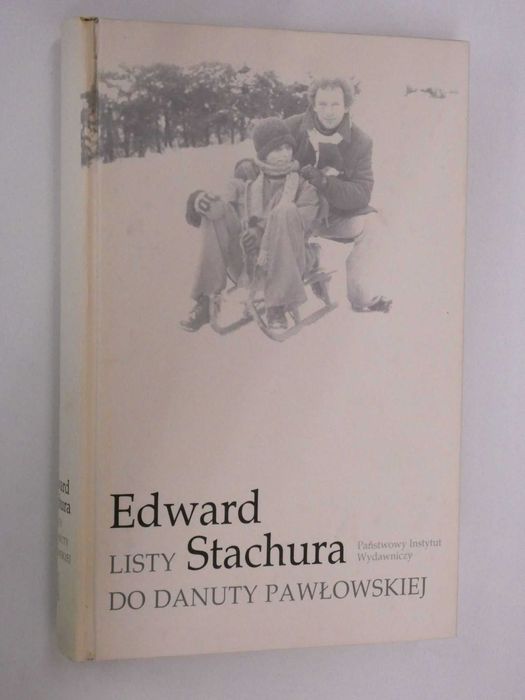 Edward
LISTY Stachura
Państwowy Instytut
Wydawniczy
DO DANUTY PAWŁOWSKIEJ